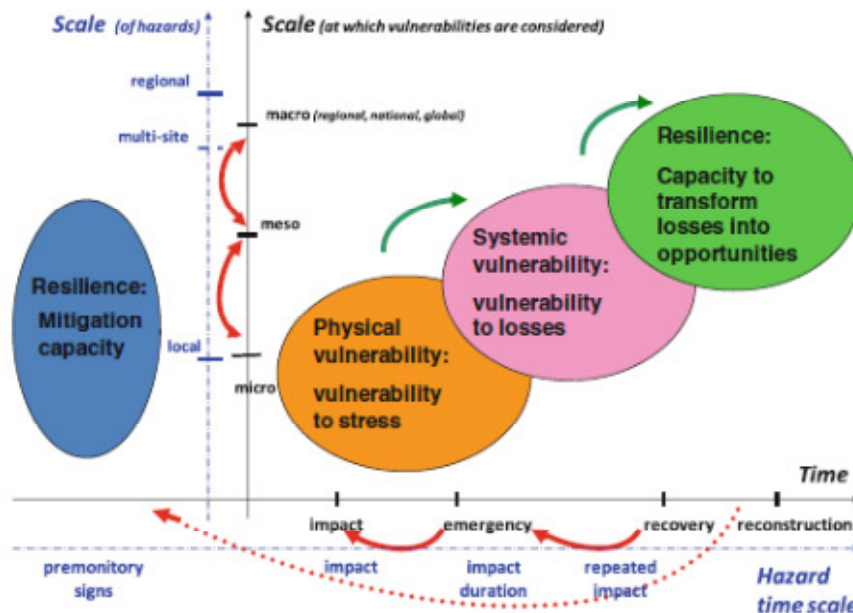 Scale (of hazards)
Scale (at which vulnerabilities are considered)
regional
macro (regional, national, global)
multi-site
meso
local
micro
Resilience:
Mitigation
capacity
Physical
vulnerability:
vulnerability
to stress
Systemic
vulnerability:
vulnerability
to losses
Resilience:
Capacity to
transform
losses into
opportunities
Time
impact
emergency
recovery
reconstruction
premonitory
signs
impact
impact
duration
repeated
impact
Hazard
time scale